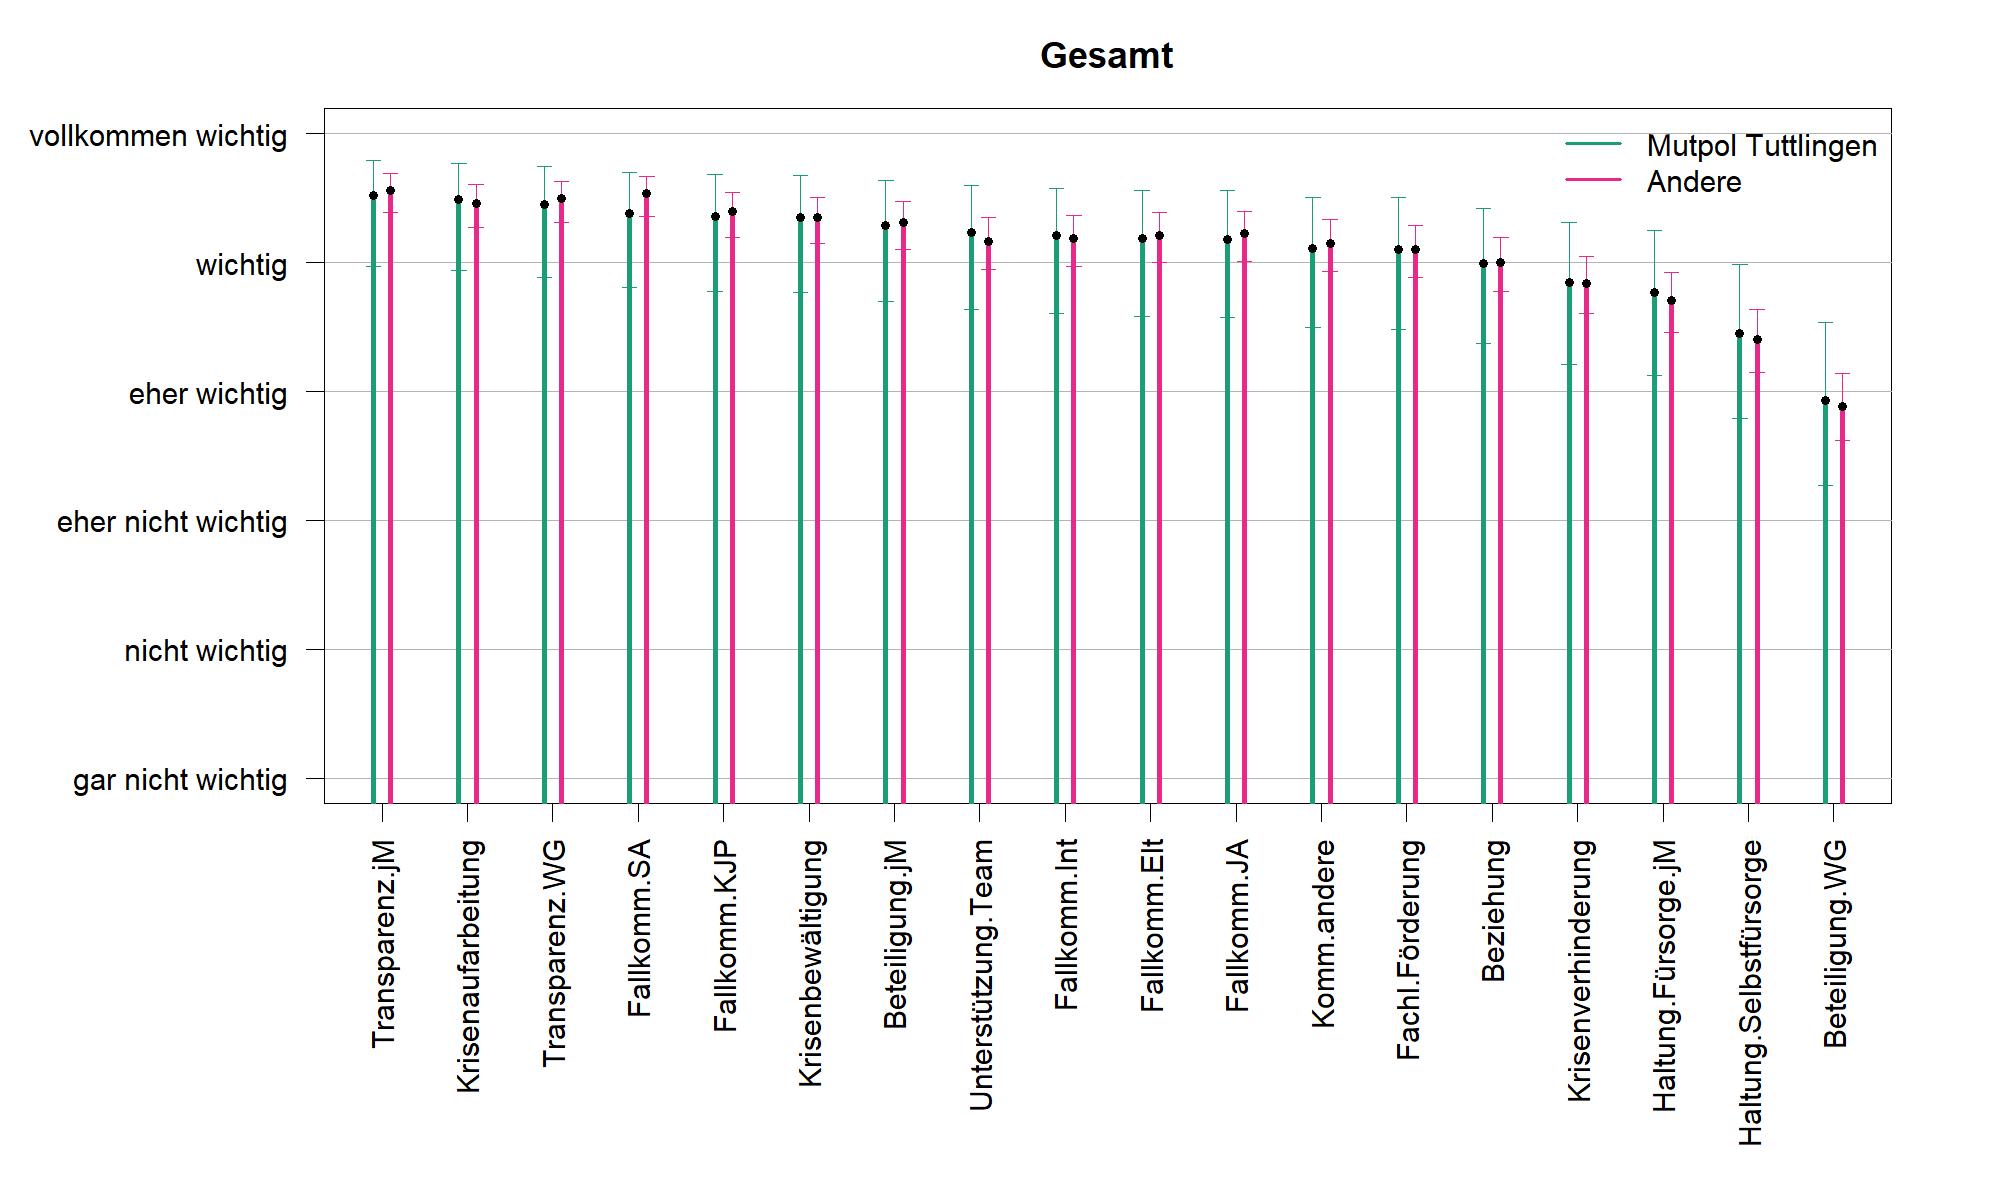 Gesamt
vollkommen wichtig
wichtig
eher wichtig
eher nicht wichtig
nicht wichtig
gar nicht wichtig
Mutpol Tuttlingen
Andere
Transparenz.jM
Krisenaufarbeitung
Transparenz.WG
Fallkomm.SA
Fallkomm.KJP
Krisenbewältigung
Beteiligung.jM
Unterstützung.Team
Fallkomm.Int
Fallkomm.Elt
Fallkomm.JA
Komm.andere
Fachl.Förderung
Beziehung
Krisenverhinderung
Haltung.Fürsorge.jM
Haltung.Selbstfürsorge
Beteiligung.WG